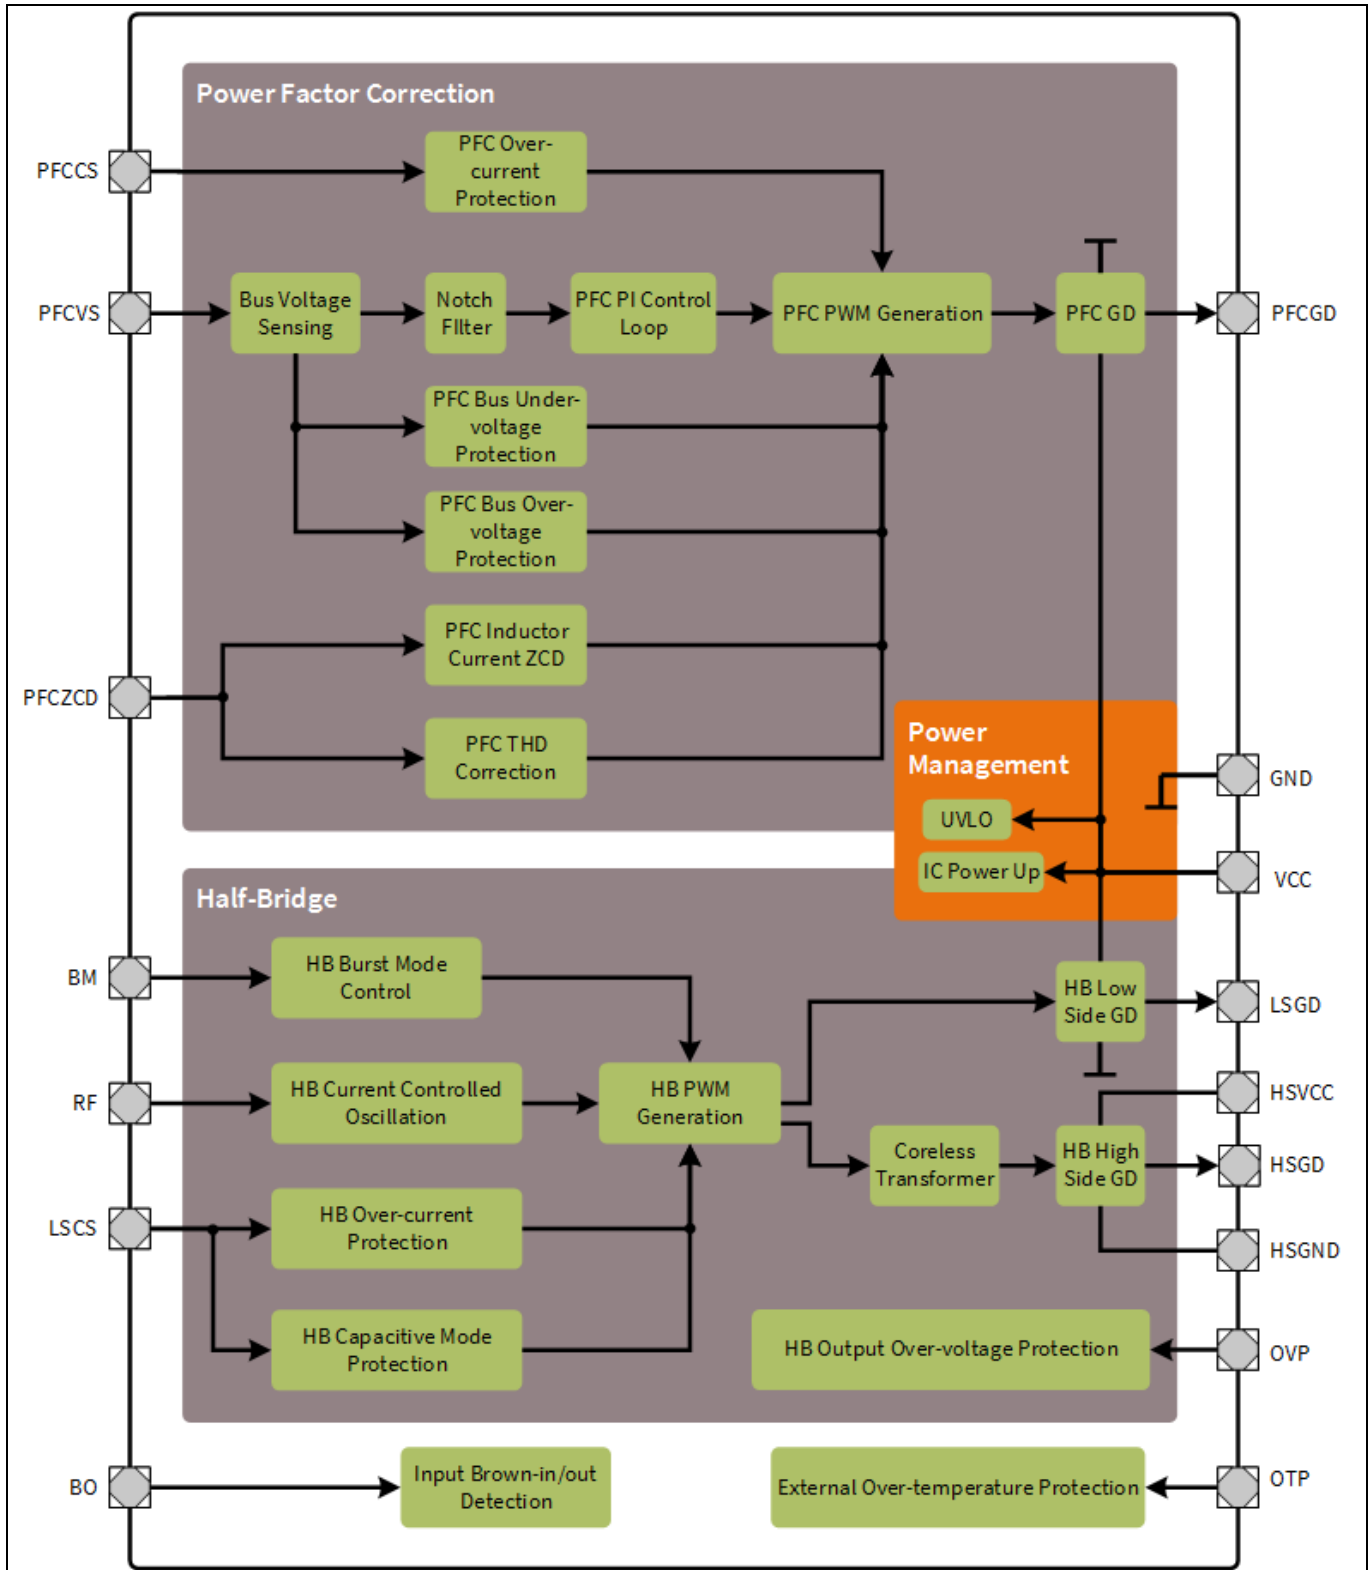 Power Factor Correction
PFCCS
PFC Over-
current
Protection
PFCVS
Bus Voltage
Sensing
Notch
FIlter
PFC PI Control
Loop
PFC PWM Generation
PFC GD
PFCGD
PFC Bus Under-
voltage
Protection
PFC Bus Over-
voltage
Protection
PFCZCD
PFC Inductor
Current ZCD
PFC THD
Correction
Power
Management
UVLO
IC Power Up
GND
VCC
Half-Bridge
BM
HB Burst Mode
Control
RF
HB Current Controlled
Oscillation
HB PWM
Generation
LSCS
HB Over-current
Protection
HB Capacitive Mode
Protection
Coreless
Transformer
HB Low
Side GD
LSGD
HB High
Side GD
HSVCC
HSGD
HSGND
HB Output Over-voltage Protection
OVP
BO
Input Brown-in/out
Detection
External Over-temperature Protection
OTP